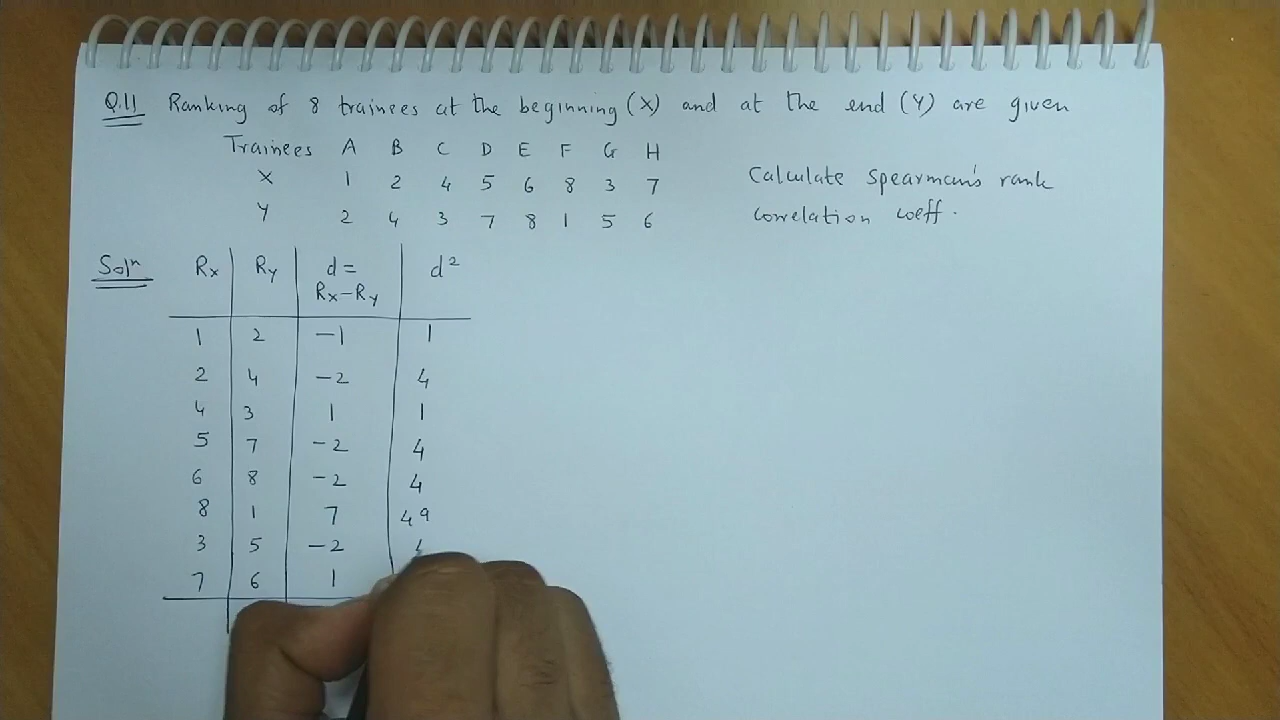 Q.11 Ranking of 8 trainees at the beginning (X) and at the end (Y) are given
Trainees A B C D E F G H
X 1 2 4 5 6 8 3 7
Y 2 4 3 7 8 1 5 6
Calculate Spearman's rank
correlation coeff.
Solⁿ Rx Ry d = d²
Rx-Ry
1 2 -1 1
2 4 -2 4
4 3 1 1
5 7 -2 4
6 8 -2 4
8 1 7 49
3 5 -2
7 6 1